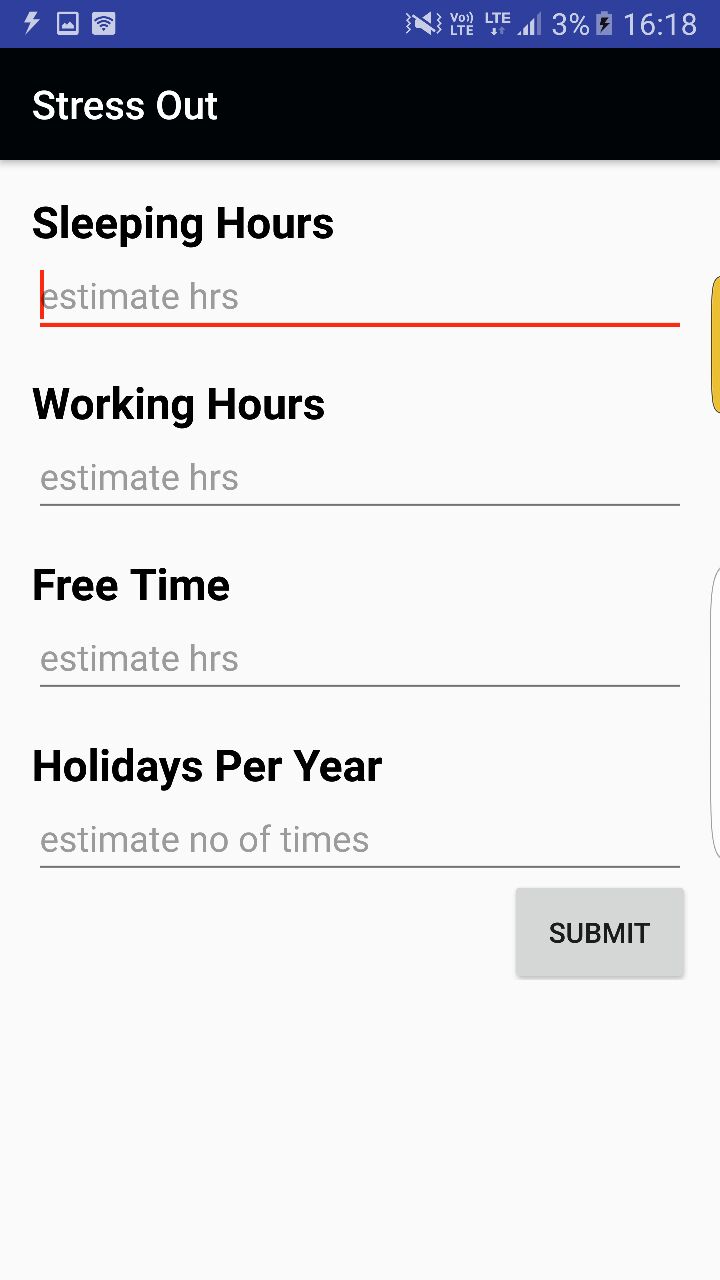 Vo)) LTE LTE 3% 16:18
Stress Out
Sleeping Hours
estimate hrs
Working Hours
estimate hrs
Free Time
estimate hrs
Holidays Per Year
estimate no of times
SUBMIT